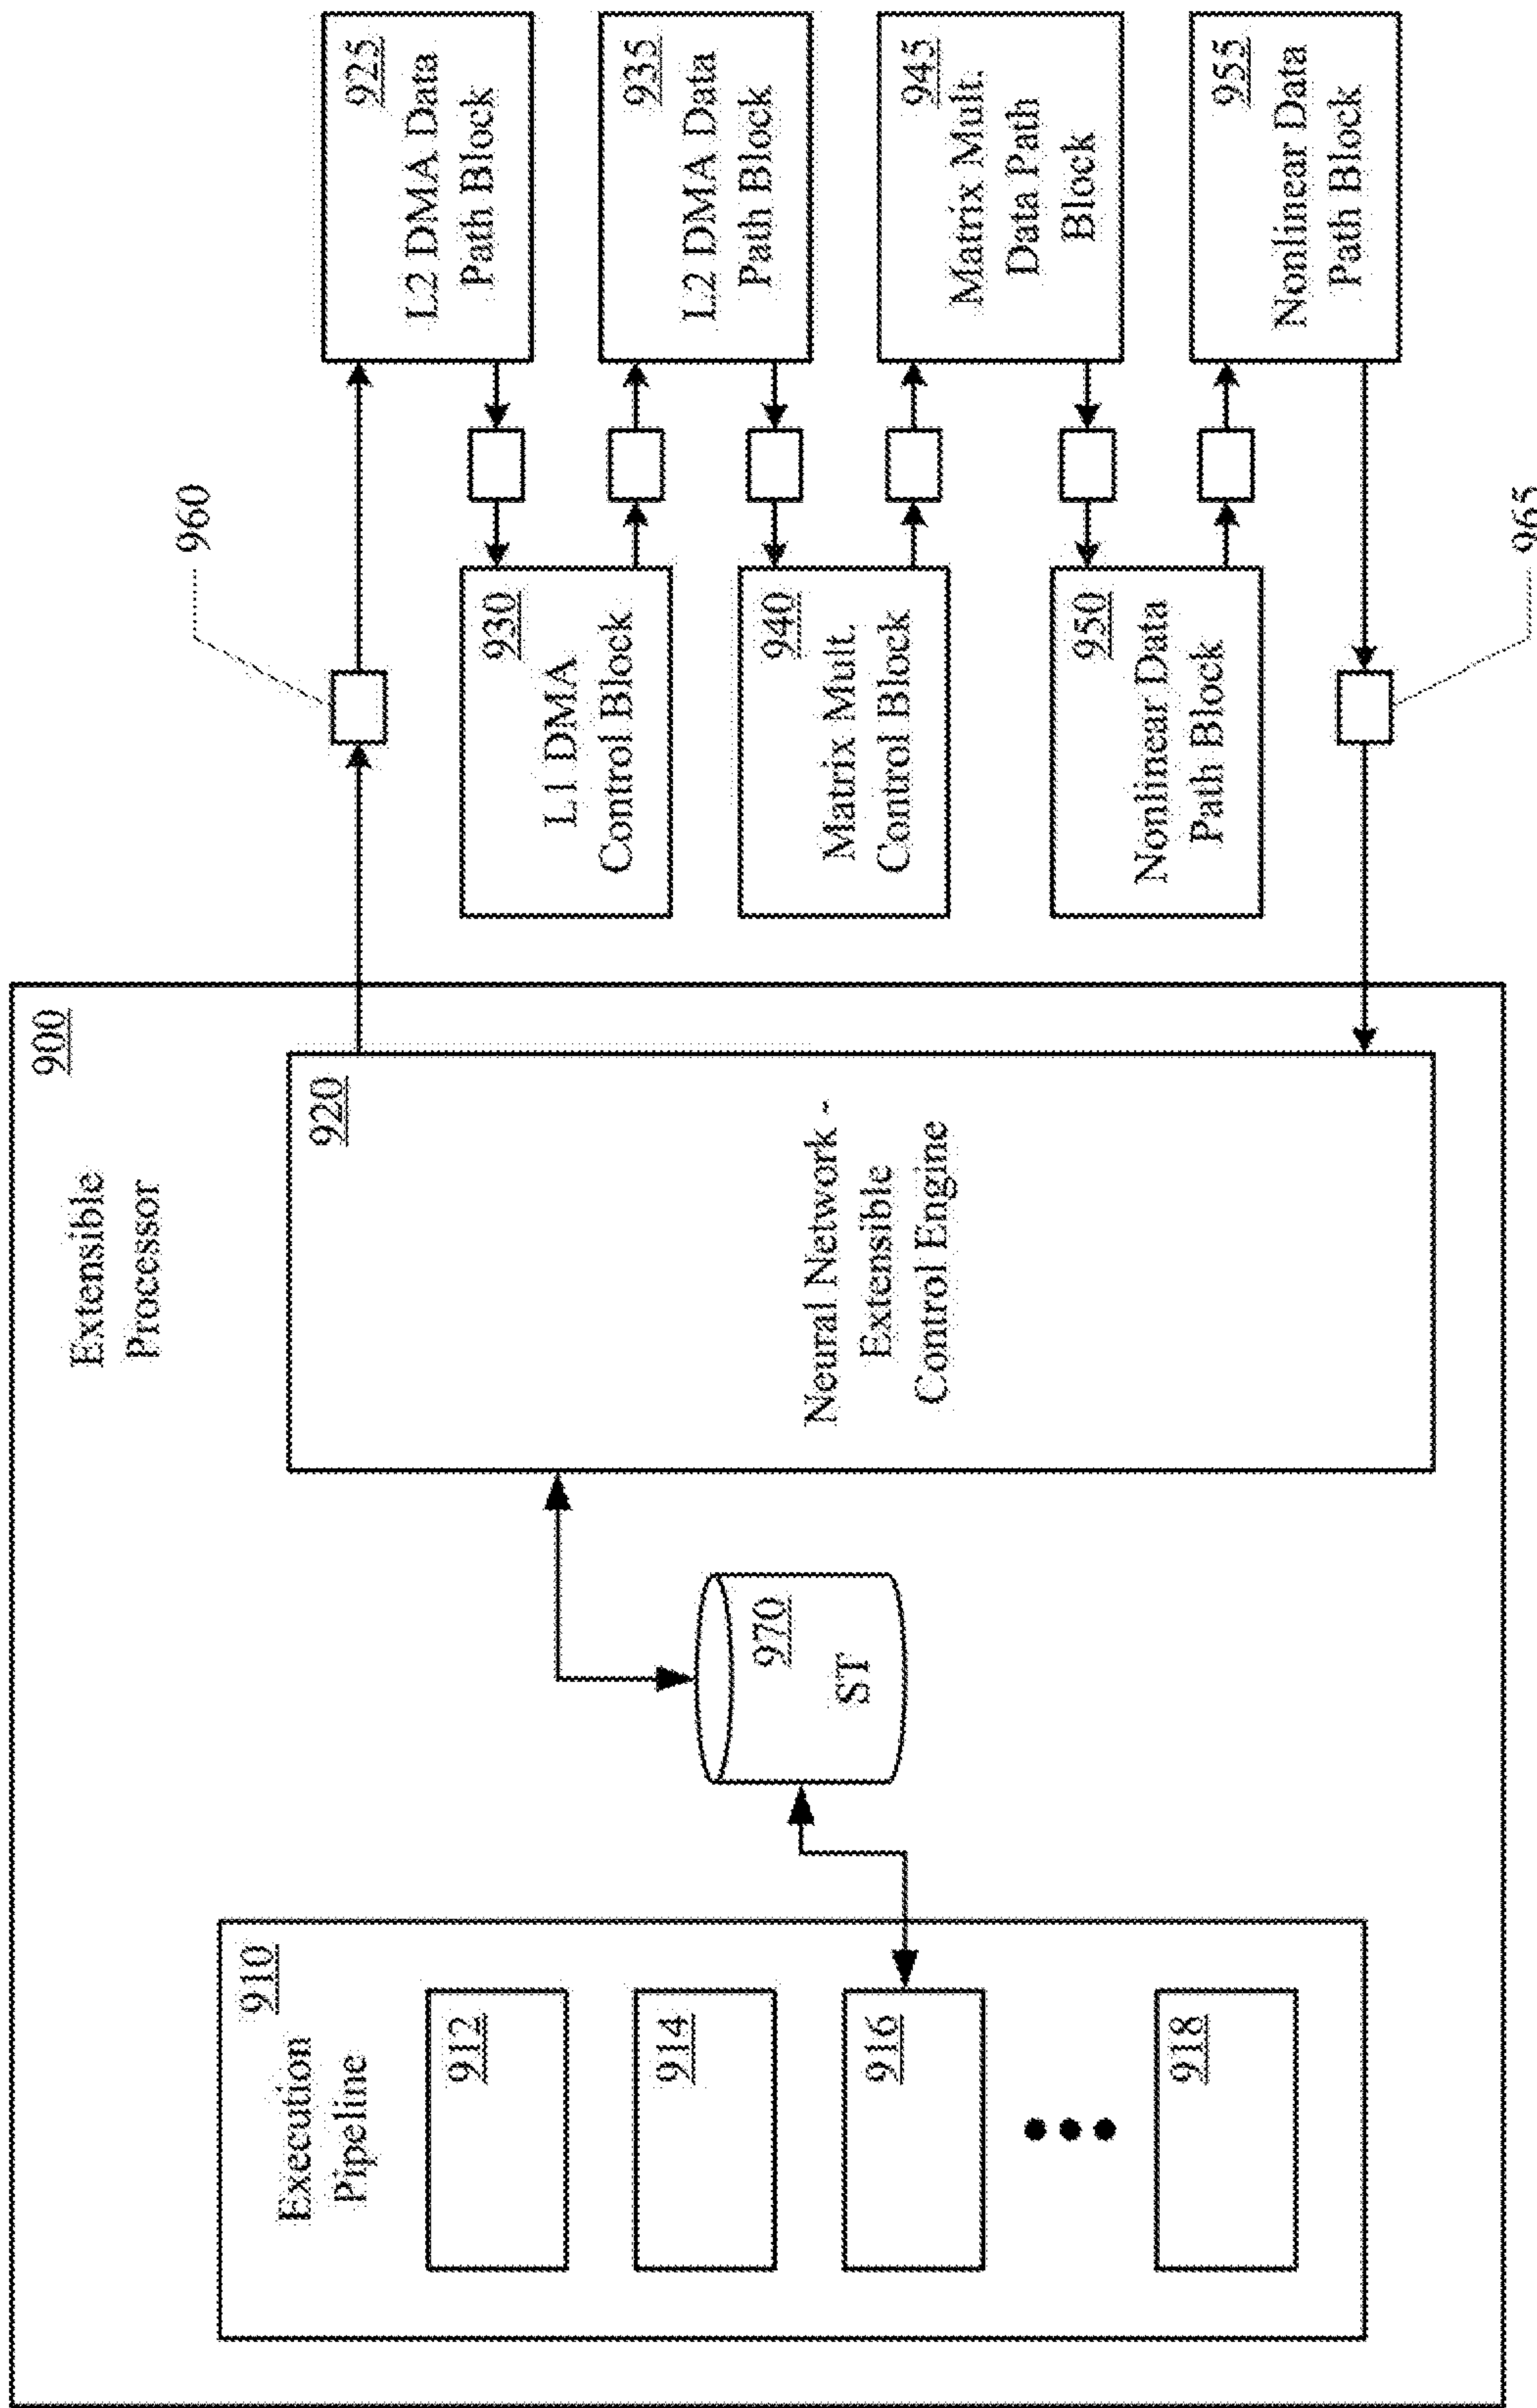 900
Extensible
Processor
910
Execution
Pipeline
912
914
916
918
970
ST
920
Neural Network -
Extensible
Control Engine
960
925
L2 DMA Data
Path Block
930
L1 DMA
Control Block
935
L2 DMA Data
Path Block
940
Matrix Mult.
Control Block
945
Matrix Mult.
Data Path
Block
950
Nonlinear Data
Path Block
955
Nonlinear Data
Path Block
965